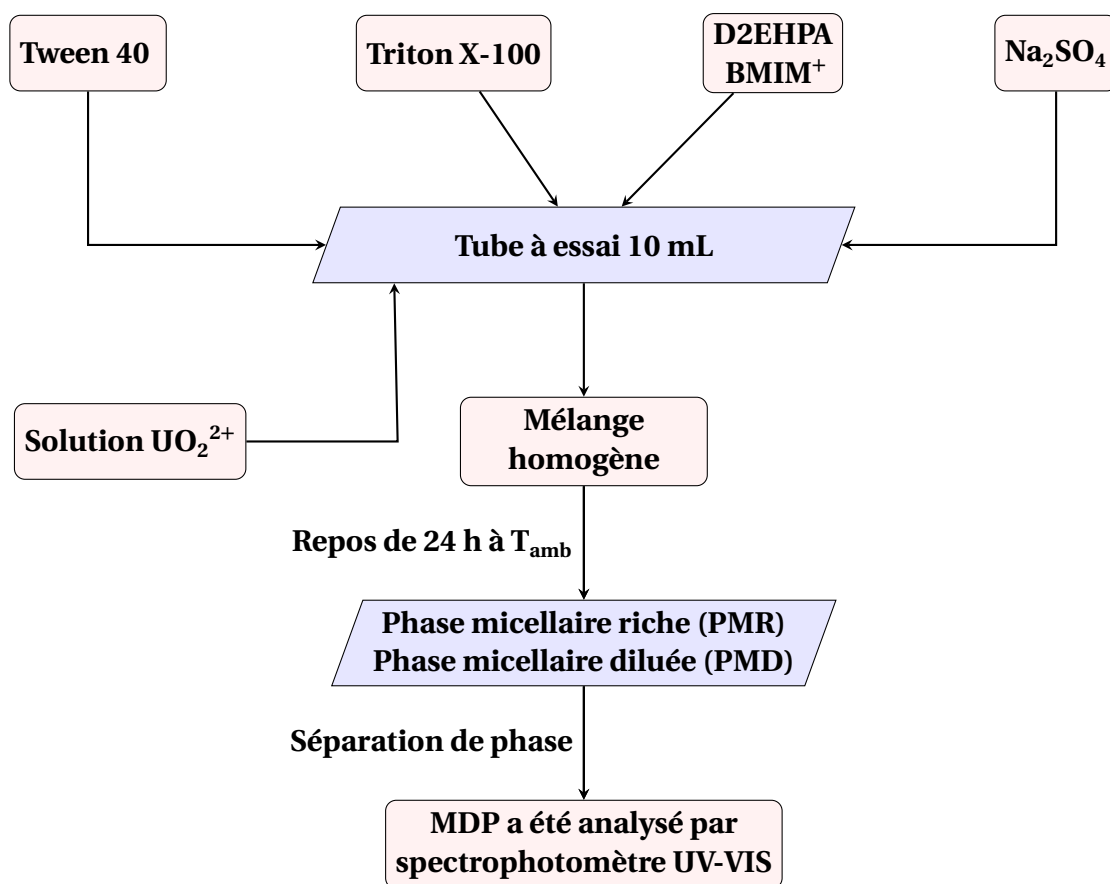 Tween 40
Triton X-100
D2EHPA
BMIM⁺
Na₂SO₄
Tube à essai 10 mL
Solution UO₂²⁺
Mélange
homogène
Repos de 24 h à Tₐₘb
Phase micellaire riche (PMR)
Phase micellaire diluée (PMD)
Séparation de phase
MDP a été analysé par
spectrophotomètre UV-VIS